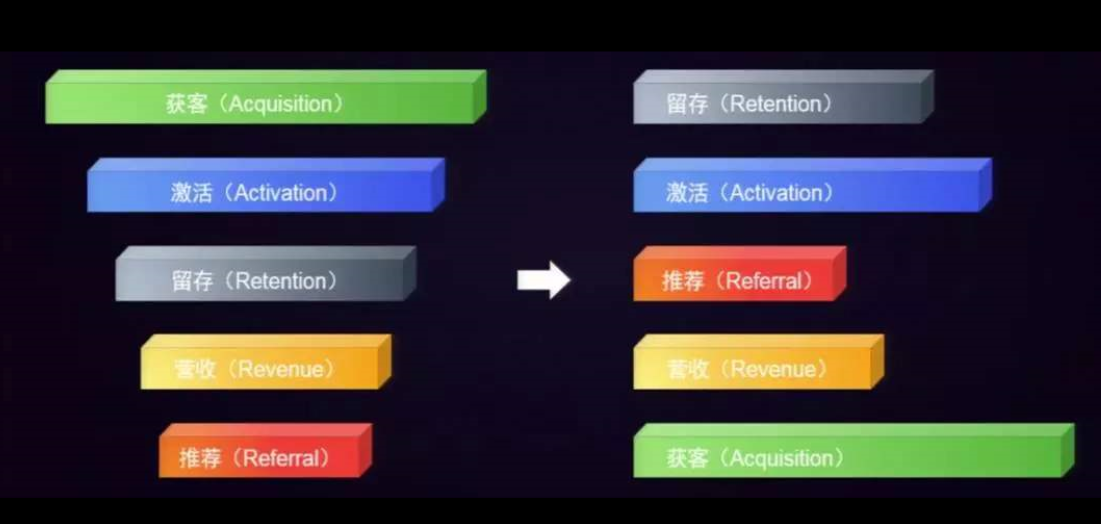 获客（Acquisition）
激活（Activation）
留存（Retention）
营收（Revenue）
推荐（Referral）
留存（Retention）
激活（Activation）
推荐（Referral）
营收（Revenue）
获客（Acquisition）